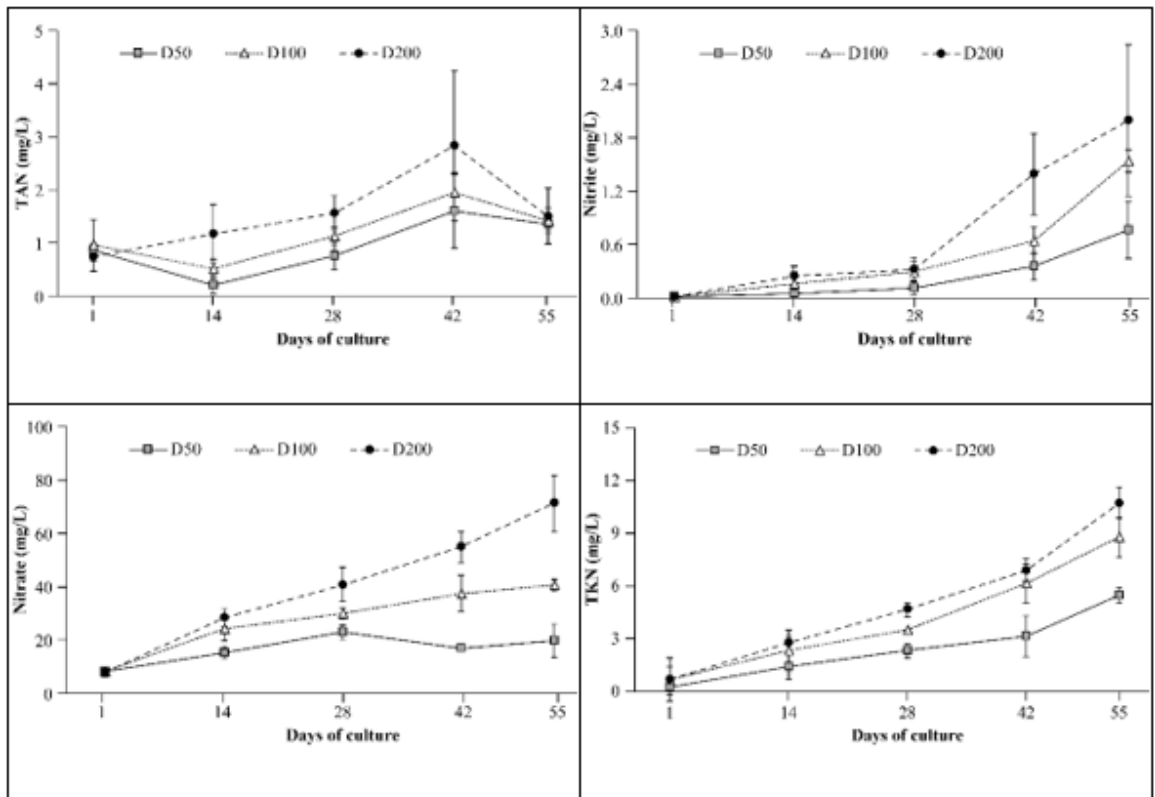 5
D50 D100 D200
4
3
TAN (mg/L)
2
1
0
1 14 28 42 55
Days of culture
3.0
D50 D100 D200
2.4
1.8
Nitrite (mg/L)
1.2
0.6
0.0
1 14 28 42 55
Days of culture
100
D50 D100 D200
80
60
Nitrate (mg/L)
40
20
0
1 14 28 42 55
Days of culture
15
D50 D100 D200
12
9
TKN (mg/L)
6
3
0
1 14 28 42 55
Days of culture